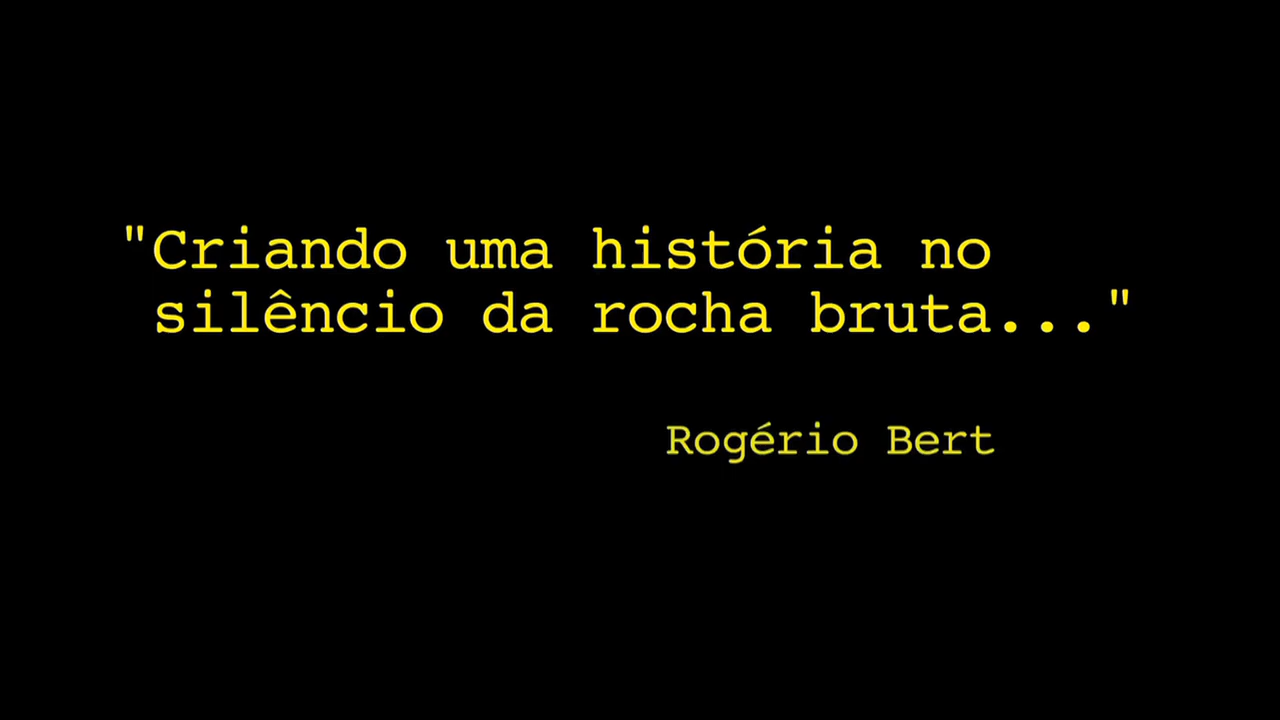 "Criando uma história no
silêncio da rocha bruta..."
Rogério Bert